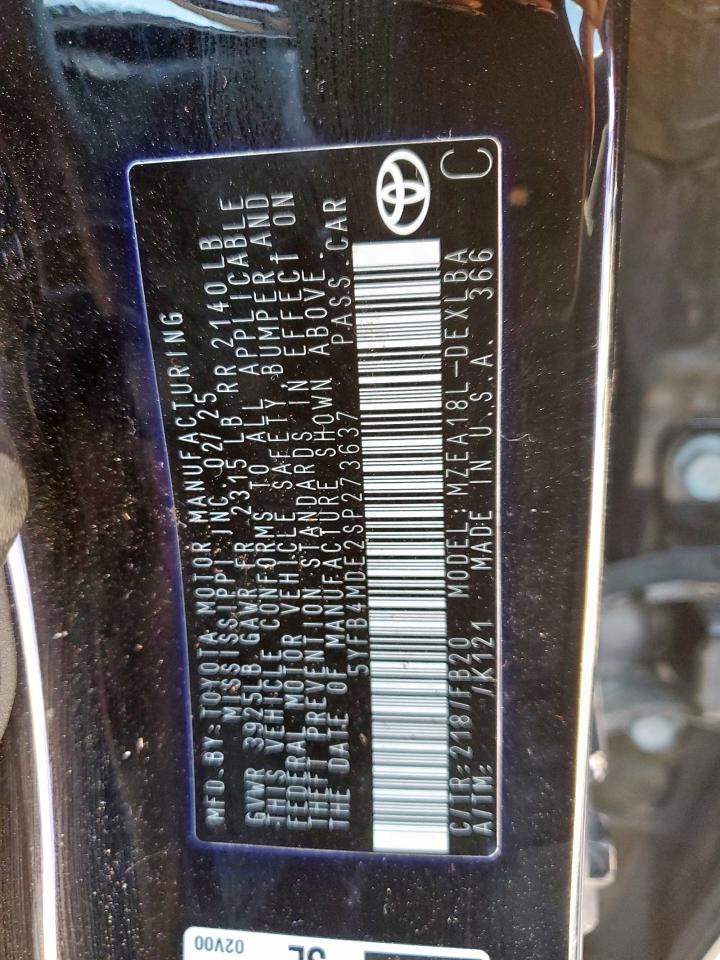 MFD.BY:TOYOTA MOTOR MANUFACTURING
MISSISSIPPI INC.02/25
GVWR 3925LB GAWR FR 2315 LB RR 2140LB
THIS VEHICLE CONFORMS TO ALL APPLICABLE
FEDERAL MOTOR VEHICLE SAFETY, BUMPER AND
THEFT PREVENTION STANDARDS IN EFFECT ON
THE DATE OF MANUFACTURE SHOWN ABOVE.
5YFB4MDE2SP273637 PASS.CAR
C/TR:218/FB20 MODEL:MZEA18L-DEXLBA
A/TM: /K121 MADE IN U.S.A. 366
C
02V00